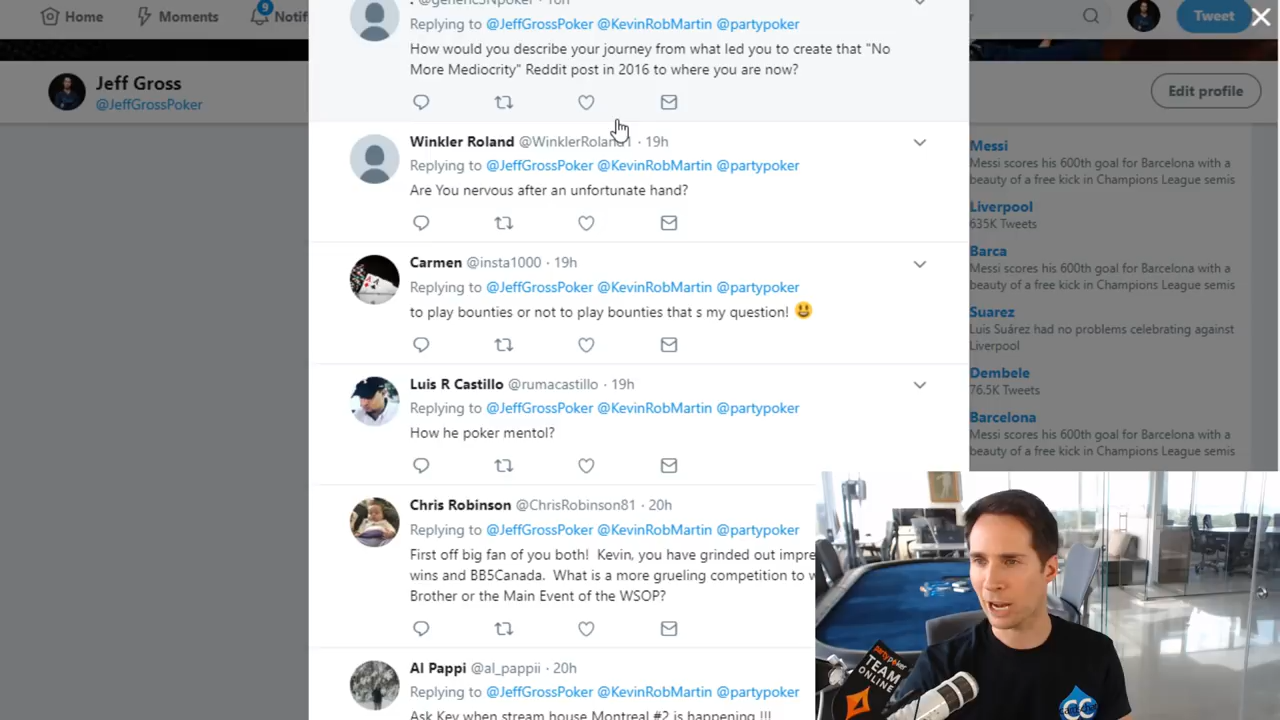 Home
Moments
9
Notif
Tweet
Jeff Gross
@JeffGrossPoker
Edit profile
Replying to @JeffGrossPoker @KevinRobMartin @partypoker
How would you describe your journey from what led you to create that "No
More Mediocrity" Reddit post in 2016 to where you are now?
Winkler Roland @WinklerRoland1 · 19h
Replying to @JeffGrossPoker @KevinRobMartin @partypoker
Are You nervous after an unfortunate hand?
Carmen @insta1000 · 19h
Replying to @JeffGrossPoker @KevinRobMartin @partypoker
to play bounties or not to play bounties that s my question! 😃
Luis R Castillo @rumacastillo · 19h
Replying to @JeffGrossPoker @KevinRobMartin @partypoker
How he poker mentol?
Chris Robinson @ChrisRobinson81 · 20h
Replying to @JeffGrossPoker @KevinRobMartin @partypoker
First off big fan of you both! Kevin, you have grinded out impre
wins and BB5Canada. What is a more grueling competition to w
Brother or the Main Event of the WSOP?
Al Pappi @al_pappii · 20h
Replying to @JeffGrossPoker @KevinRobMartin @partypoker
Ask Kev when stream house Montreal #2 is happening !!!
Messi
Messi scores his 600th goal for Barcelona with a
beauty of a free kick in Champions League semis
Liverpool
635K Tweets
Barca
Messi scores his 600th goal for Barcelona with a
beauty of a free kick in Champions League semis
Suarez
Luis Suárez had no problems celebrating against
Liverpool
Dembele
76.5K Tweets
Barcelona
Messi scores his 600th goal for Barcelona with a
beauty of a free kick in Champions League semis
partypoker
TEAM
ONLINE